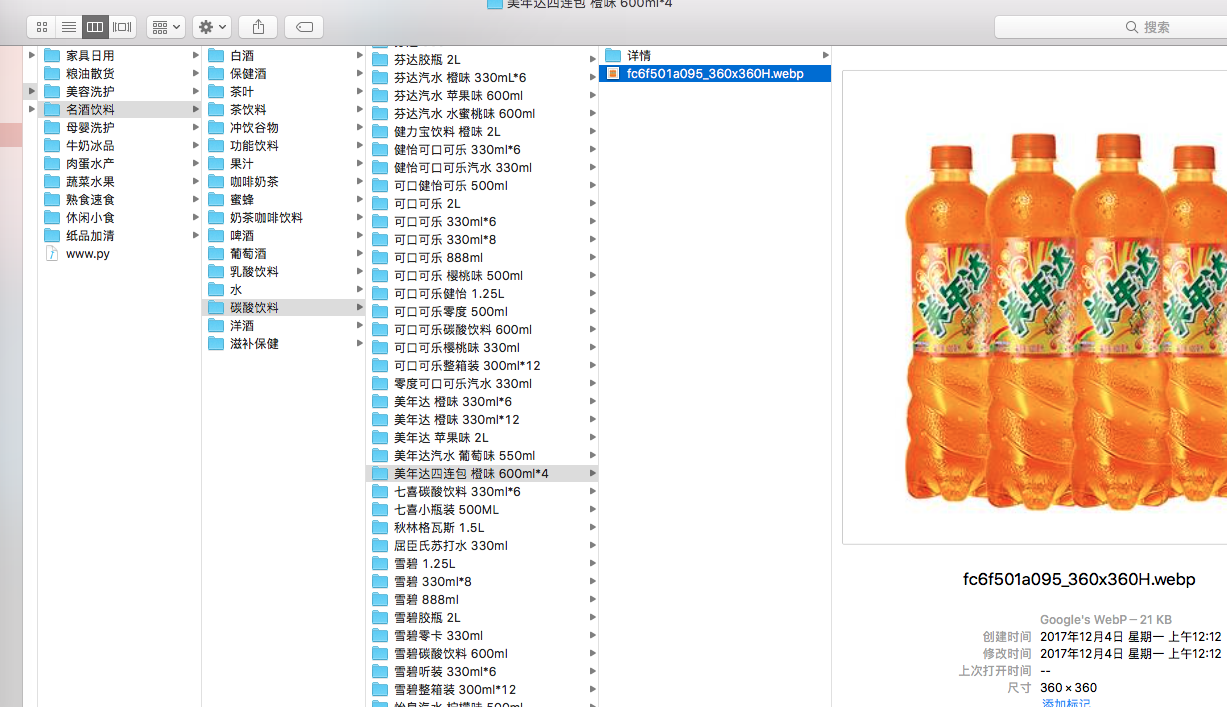 美年达四连包 橙味 600ml*4
搜索
家具日用
粮油散货
美容洗护
名酒饮料
母婴洗护
牛奶冰品
肉蛋水产
蔬菜水果
熟食速食
休闲小食
纸品加清
www.py
白酒
保健酒
茶叶
茶饮料
冲饮谷物
功能饮料
果汁
咖啡奶茶
蜜蜂
奶茶咖啡饮料
啤酒
葡萄酒
乳酸饮料
水
碳酸饮料
洋酒
滋补保健
芬达胶瓶 2L
芬达汽水 橙味 330mL*6
芬达汽水 苹果味 600ml
芬达汽水 水蜜桃味 600ml
健力宝饮料 橙味 2L
健怡可口可乐 330ml*6
健怡可口可乐汽水 330ml
可口健怡可乐 500ml
可口可乐 2L
可口可乐 330ml*6
可口可乐 330ml*8
可口可乐 888ml
可口可乐 樱桃味 500ml
可口可乐健怡 1.25L
可口可乐零度 500ml
可口可乐碳酸饮料 600ml
可口可乐樱桃味 330ml
可口可乐整箱装 300ml*12
零度可口可乐汽水 330ml
美年达 橙味 330ml*6
美年达 橙味 330ml*12
美年达 苹果味 2L
美年达汽水 葡萄味 550ml
美年达四连包 橙味 600ml*4
七喜碳酸饮料 330ml*6
七喜小瓶装 500ML
秋林格瓦斯 1.5L
屈臣氏苏打水 330ml
雪碧 1.25L
雪碧 330ml*8
雪碧 888ml
雪碧胶瓶 2L
雪碧零卡 330ml
雪碧碳酸饮料 600ml
雪碧听装 330ml*6
雪碧整箱装 300ml*12
怡泉汽水 柠檬味 500ml
详情
fc6f501a095_360x360H.webp
美年达
美年达
美年达
美年达
fc6f501a095_360x360H.webp
Google's WebP – 21 KB
创建时间 2017年12月4日 星期一 上午12:12
修改时间 2017年12月4日 星期一 上午12:12
上次打开时间 --
尺寸 360 × 360
添加标记